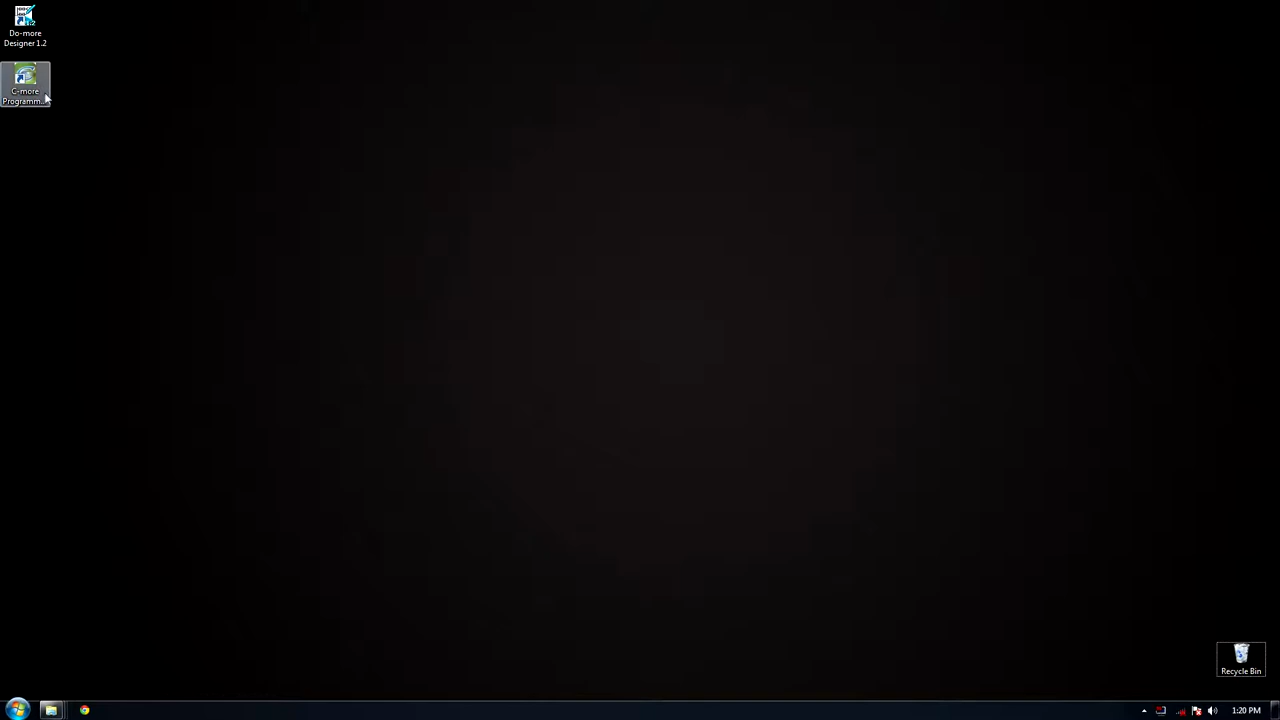 Do-more
Designer 1.2
C-more
Programm...
Recycle Bin
1:20 PM